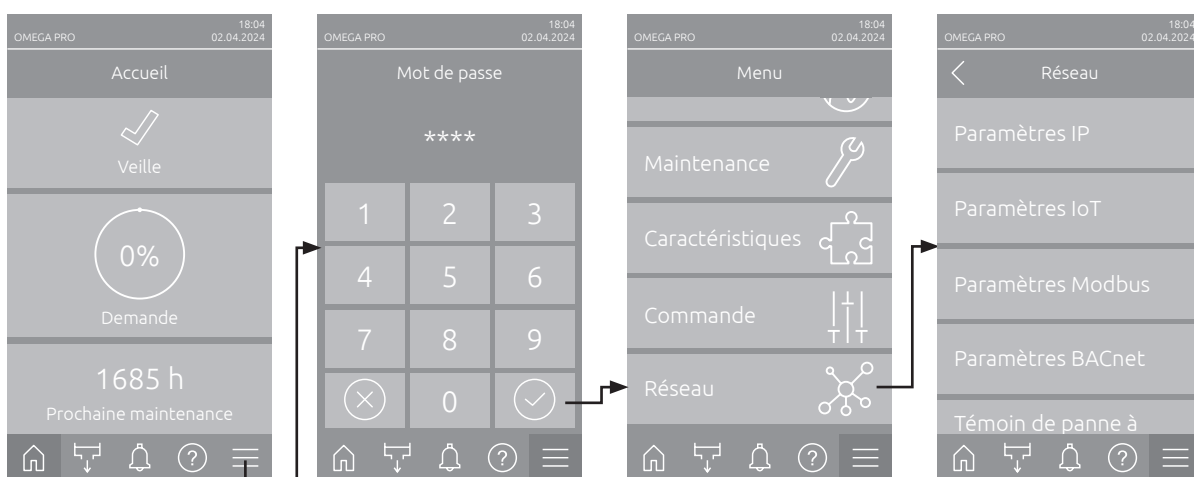 18:04
OMEGA PRO 02.04.2024
Accueil
Veille
0%
Demande
1685 h
Prochaine maintenance
?
18:04
OMEGA PRO 02.04.2024
Mot de passe
****
1 2 3
4 5 6
7 8 9
0
?
18:04
OMEGA PRO 02.04.2024
Menu
Maintenance
Caractéristiques
Commande
Réseau
?
18:04
OMEGA PRO 02.04.2024
Réseau
Paramètres IP
Paramètres IoT
Paramètres Modbus
Paramètres BACnet
Témoin de panne à
?